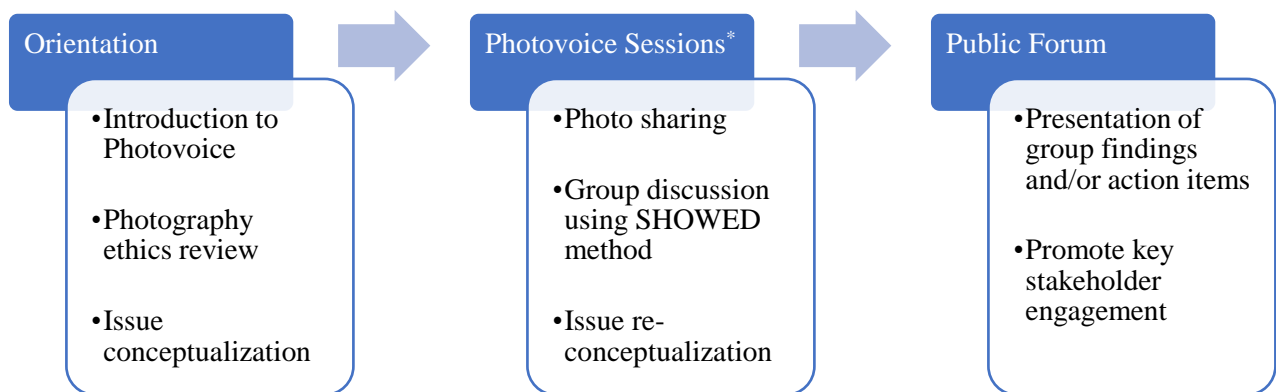 Orientation
•Introduction to
Photovoice
•Photography
ethics review
•Issue
conceptualization
Photovoice Sessions*
•Photo sharing
•Group discussion
using SHOWED
method
•Issue re-
conceptualization
Public Forum
•Presentation of
group findings
and/or action items
•Promote key
stakeholder
engagement